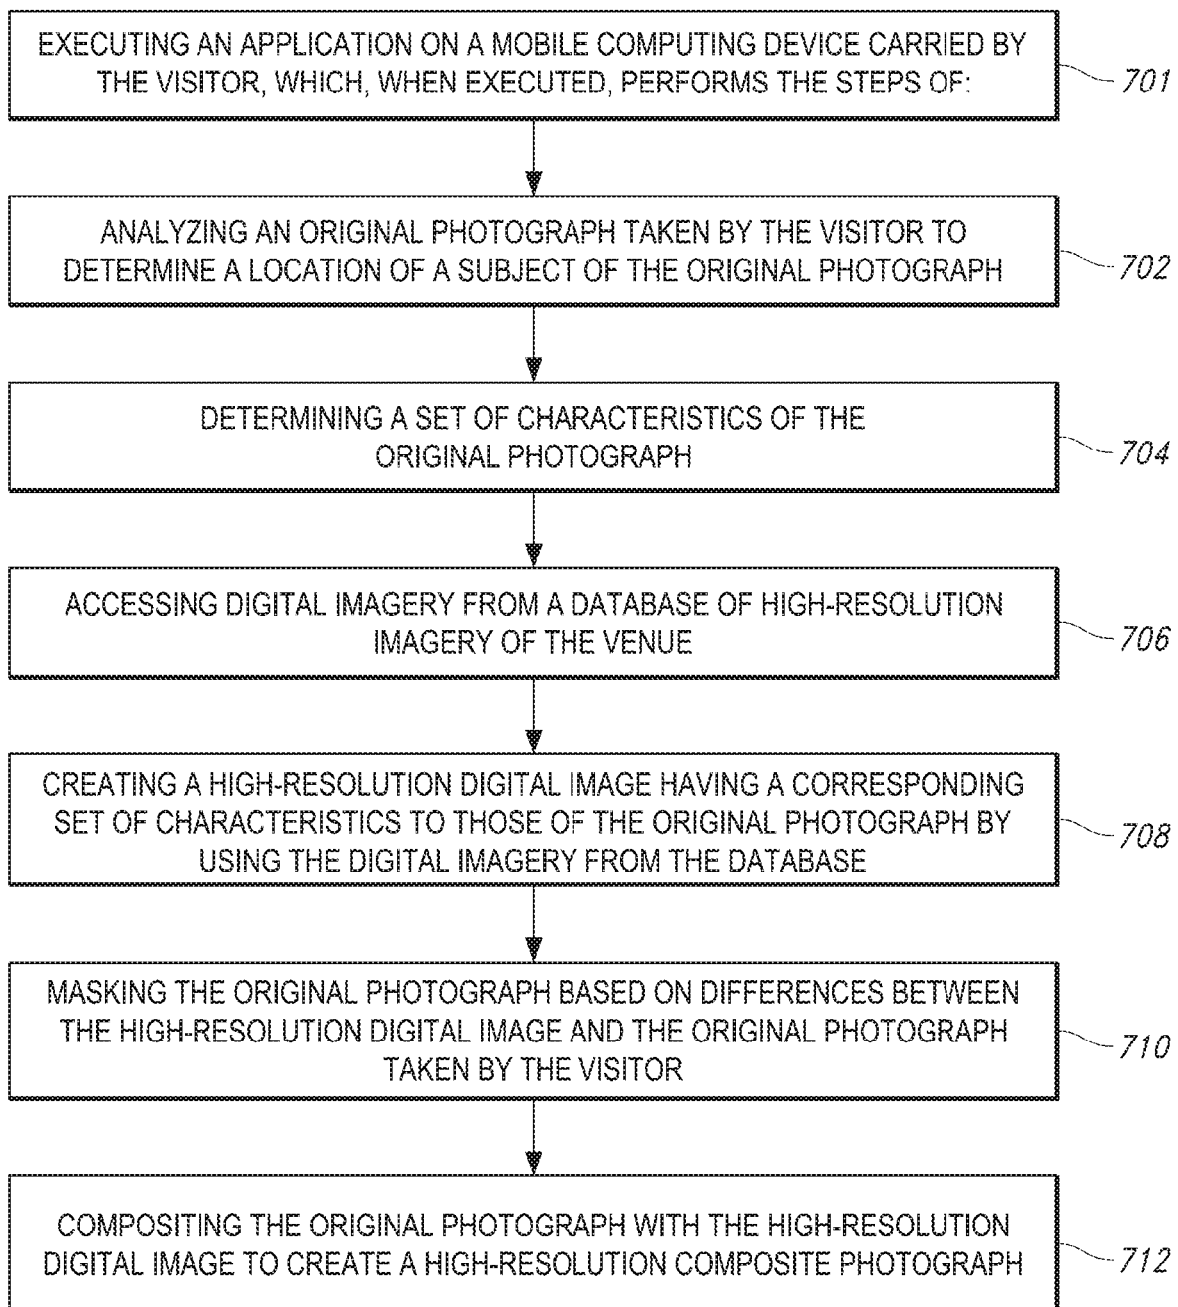 EXECUTING AN APPLICATION ON A MOBILE COMPUTING DEVICE CARRIED BY
THE VISITOR, WHICH, WHEN EXECUTED, PERFORMS THE STEPS OF:
701
ANALYZING AN ORIGINAL PHOTOGRAPH TAKEN BY THE VISITOR TO
DETERMINE A LOCATION OF A SUBJECT OF THE ORIGINAL PHOTOGRAPH
702
DETERMINING A SET OF CHARACTERISTICS OF THE
ORIGINAL PHOTOGRAPH
704
ACCESSING DIGITAL IMAGERY FROM A DATABASE OF HIGH-RESOLUTION
IMAGERY OF THE VENUE
706
CREATING A HIGH-RESOLUTION DIGITAL IMAGE HAVING A CORRESPONDING
SET OF CHARACTERISTICS TO THOSE OF THE ORIGINAL PHOTOGRAPH BY
USING THE DIGITAL IMAGERY FROM THE DATABASE
708
MASKING THE ORIGINAL PHOTOGRAPH BASED ON DIFFERENCES BETWEEN
THE HIGH-RESOLUTION DIGITAL IMAGE AND THE ORIGINAL PHOTOGRAPH
TAKEN BY THE VISITOR
710
COMPOSITING THE ORIGINAL PHOTOGRAPH WITH THE HIGH-RESOLUTION
DIGITAL IMAGE TO CREATE A HIGH-RESOLUTION COMPOSITE PHOTOGRAPH
712